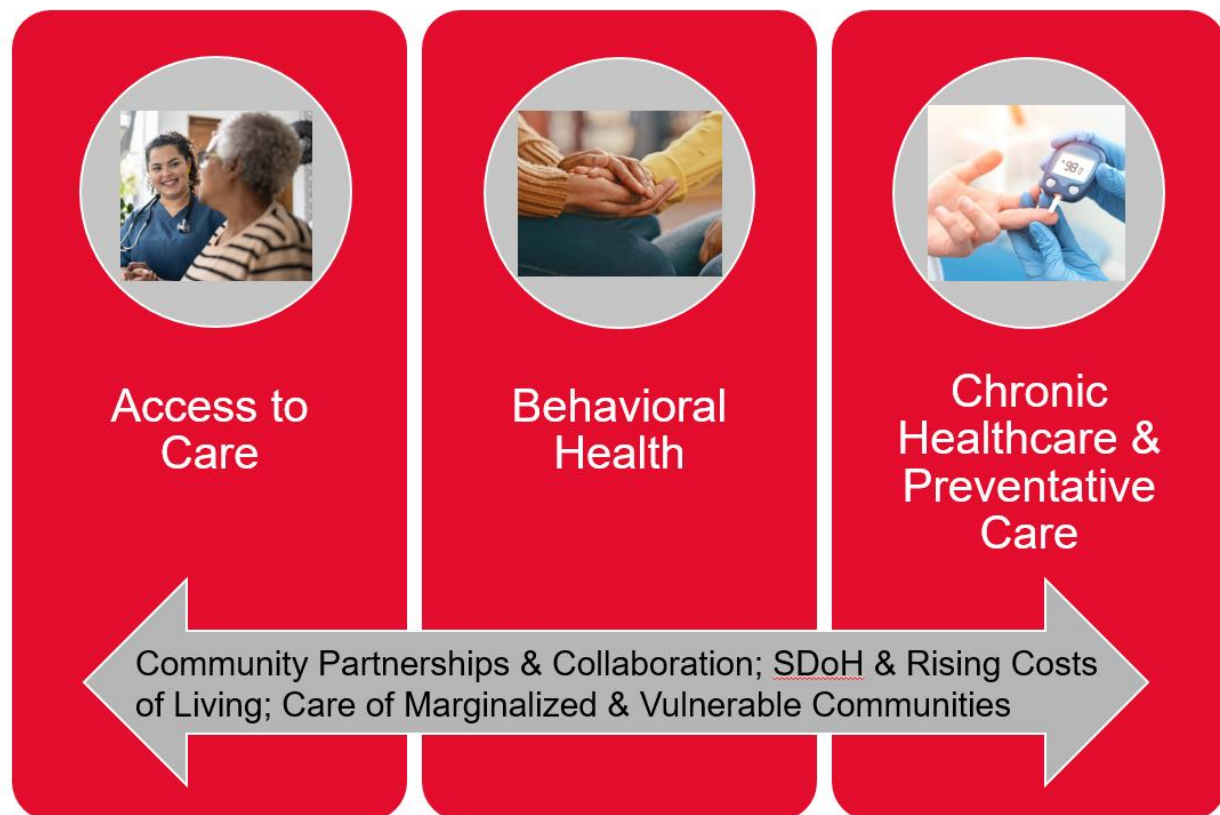 98
Access to
Care
Behavioral
Health
Chronic
Healthcare &
Preventative
Care
Community Partnerships & Collaboration; SDoH & Rising Costs
of Living; Care of Marginalized & Vulnerable Communities